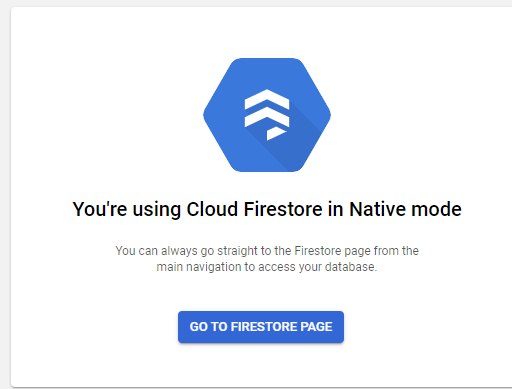 You're using Cloud Firestore in Native mode
You can always go straight to the Firestore page from the
main navigation to access your database.
GO TO FIRESTORE PAGE